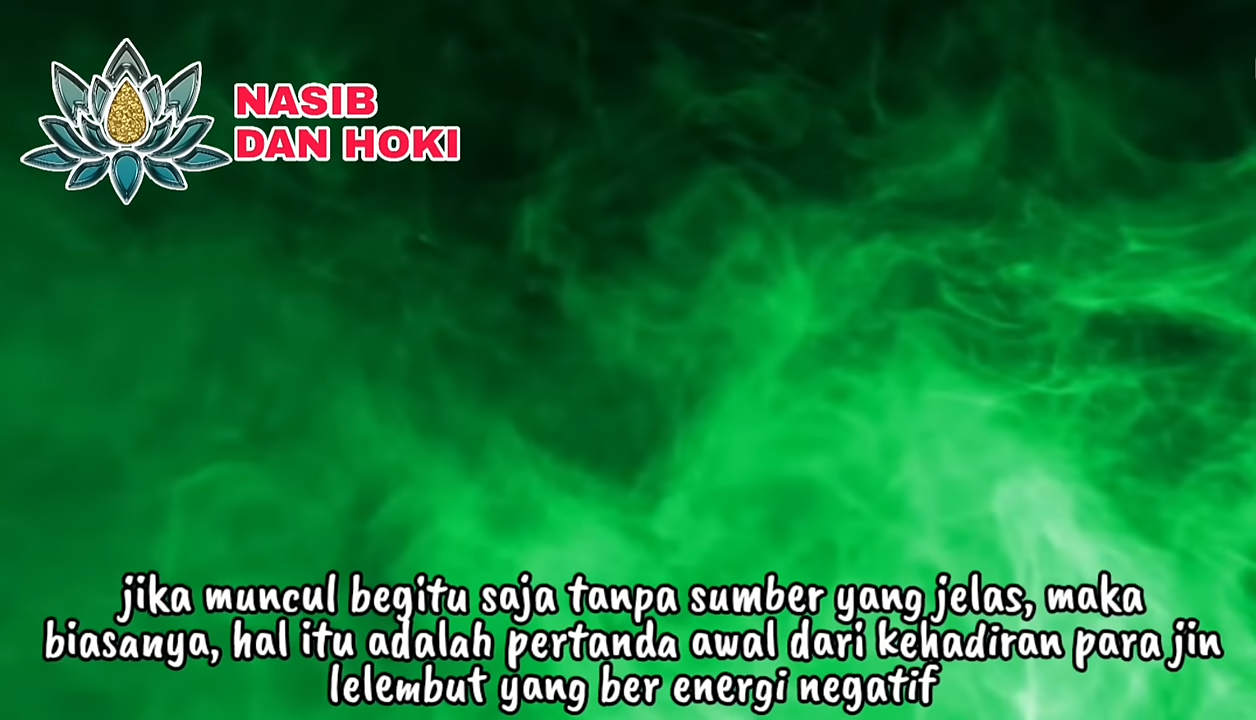 NASIB
DAN HOKI
jika muncul begitu saja tanpa sumber yang jelas, maka
biasanya, hal itu adalah pertanda awal dari kehadiran para jin
lelembut yang ber energi negatif